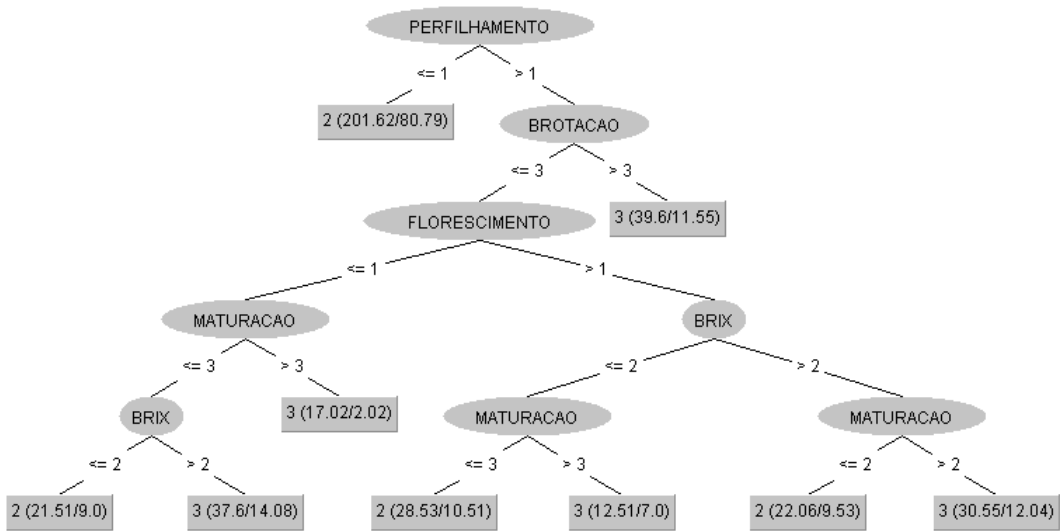 PERFILHAMENTO
<= 1 > 1
2 (201.62/80.79)
BROTACAO
<= 3 > 3
FLORESCIMENTO
3 (39.6/11.55)
<= 1 > 1
MATURACAO BRIX
<= 3 > 3 <= 2 > 2
BRIX 3 (17.02/2.02) MATURACAO MATURACAO
<= 2 > 2 <= 3 > 3 <= 2 > 2
2 (21.51/9.0) 3 (37.6/14.08) 2 (28.53/10.51) 3 (12.51/7.0) 2 (22.06/9.53) 3 (30.55/12.04)